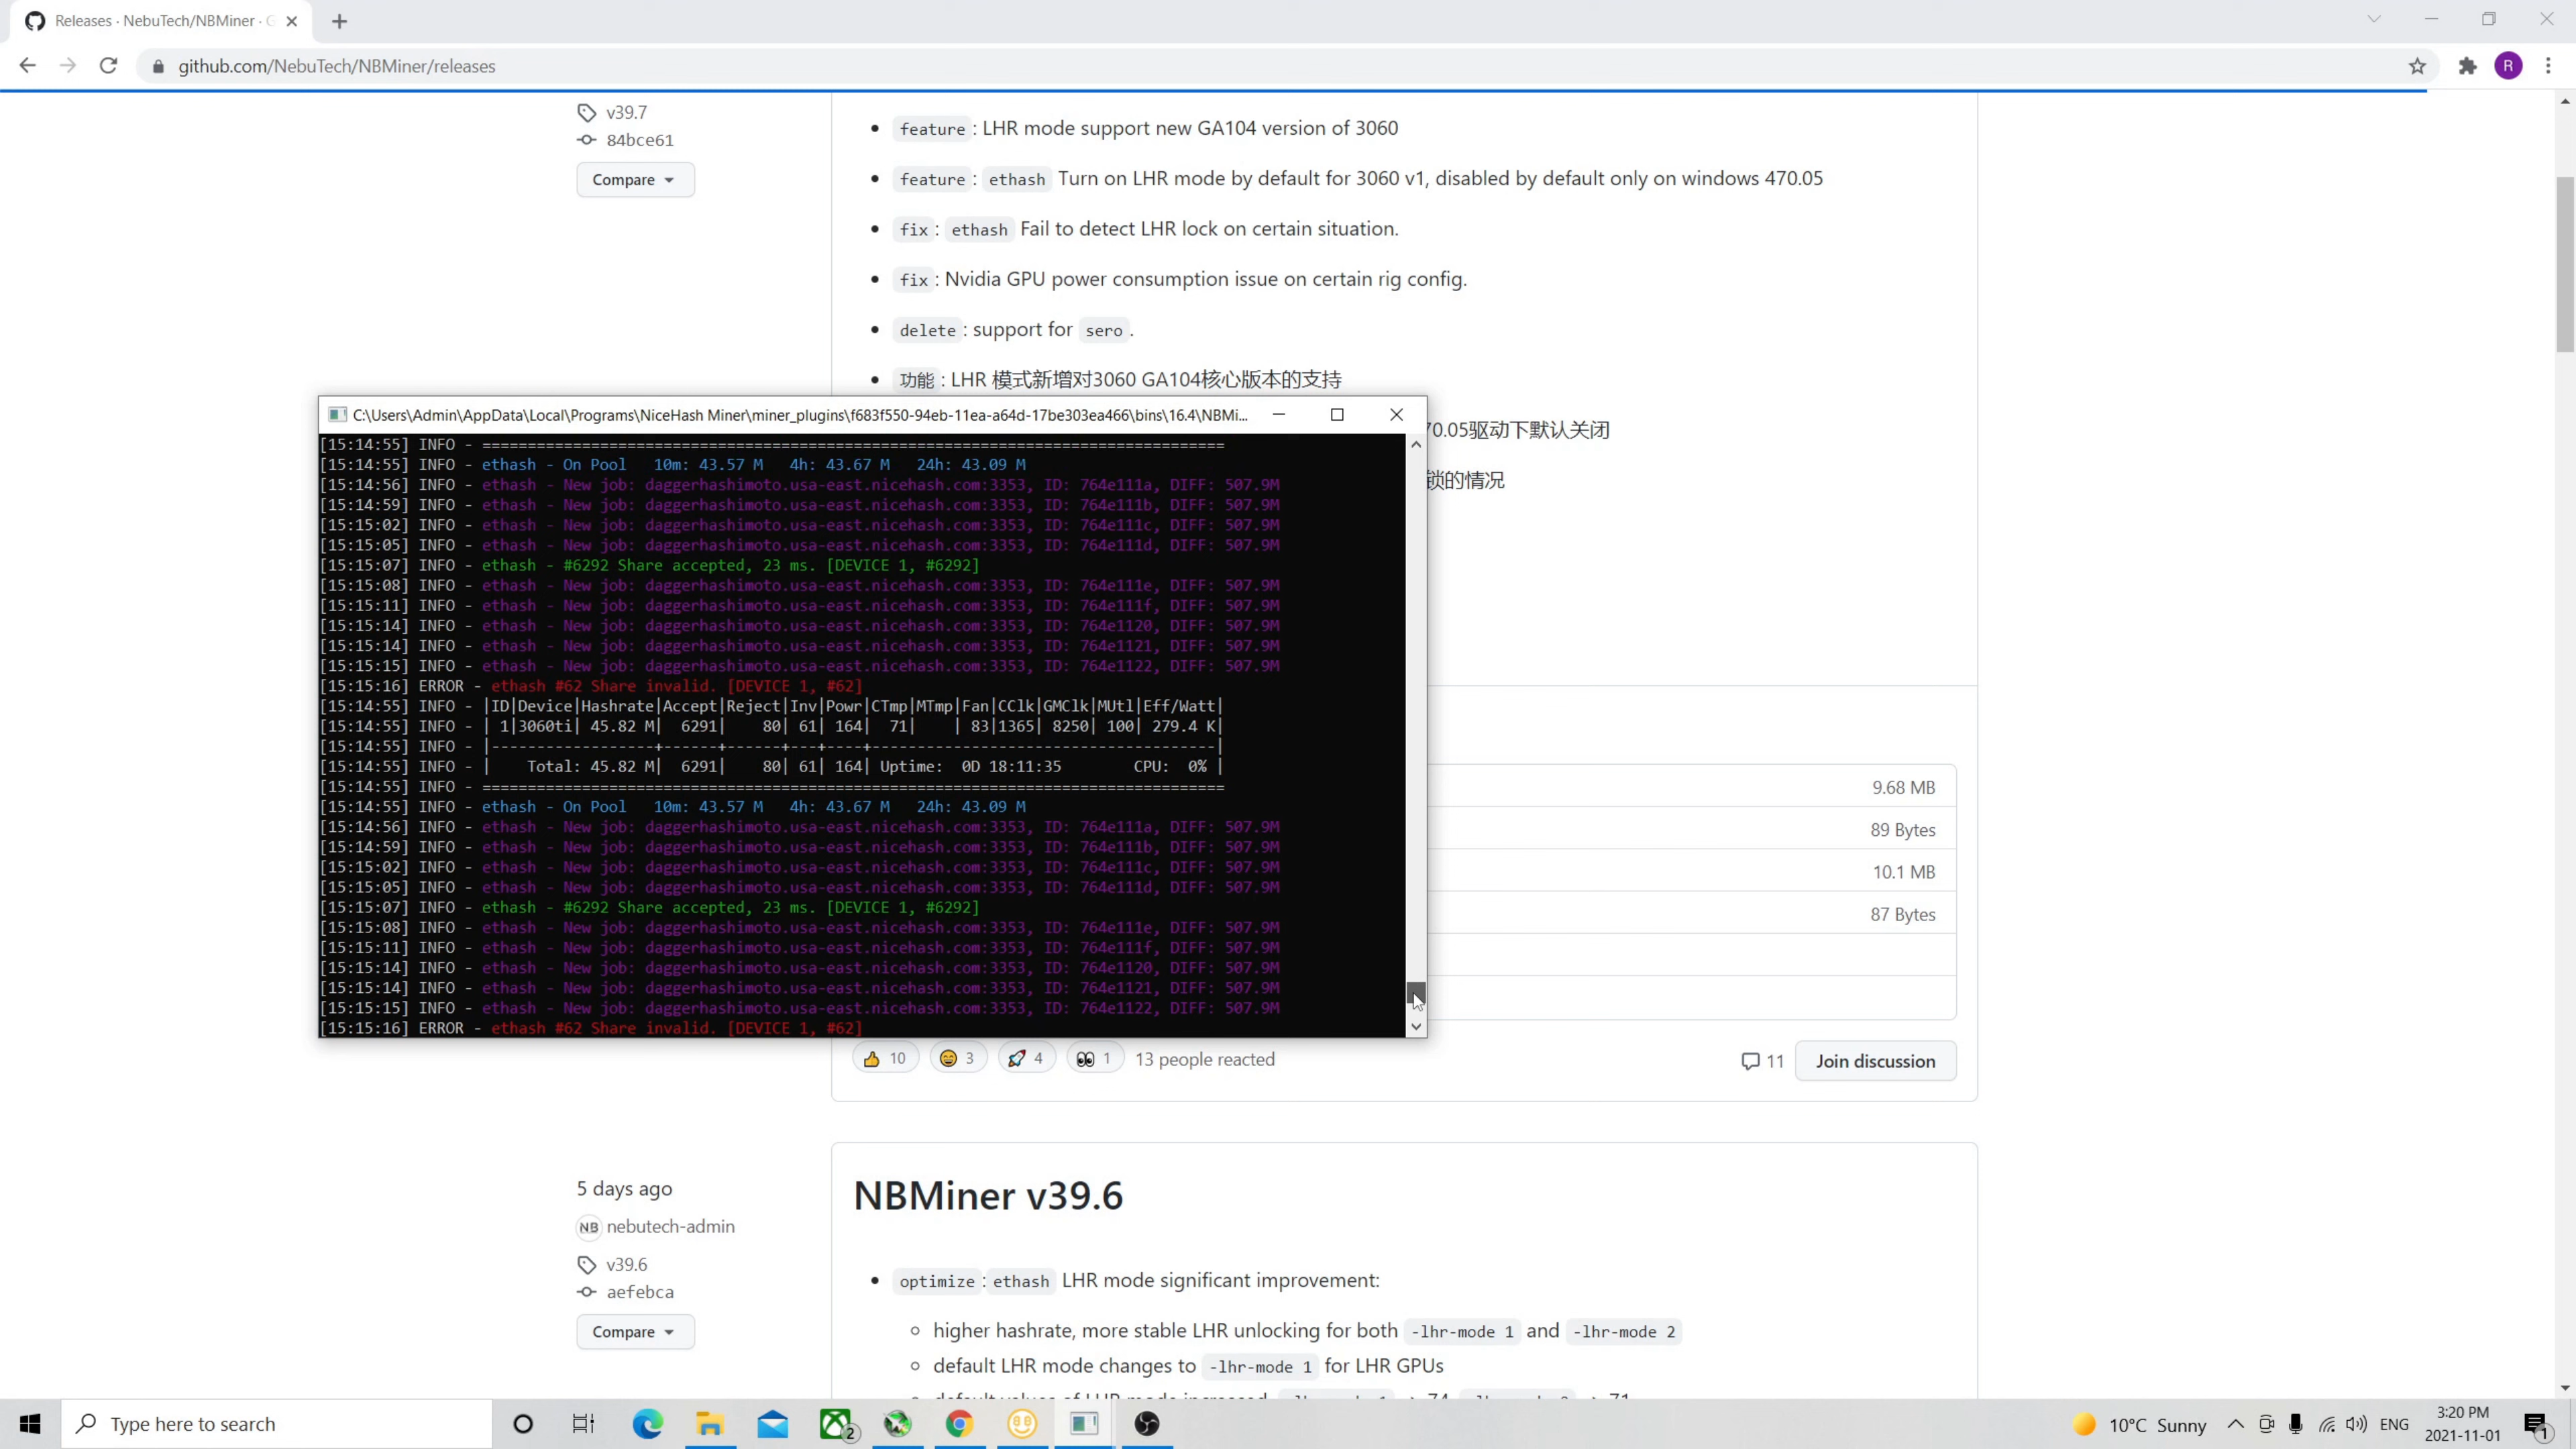 Releases · NebuTech/NBMiner · G
github.com/NebuTech/NBMiner/releases
R
v39.7
84bce61
Compare
feature : LHR mode support new GA104 version of 3060
feature : ethash Turn on LHR mode by default for 3060 v1, disabled by default only on windows 470.05
fix : ethash Fail to detect LHR lock on certain situation.
fix : Nvidia GPU power consumption issue on certain rig config.
delete : support for sero .
功能 : LHR 模式新增对3060 GA104核心版本的支持
70.05驱动下默认关闭
锁的情况
C:\Users\Admin\AppData\Local\Programs\NiceHash Miner\miner_plugins\f683f550-94eb-11ea-a64d-17be303ea466\bins\16.4\NBMi...
[15:14:55] INFO - ================================================================================
[15:14:55] INFO - ethash - On Pool 10m: 43.57 M 4h: 43.67 M 24h: 43.09 M
[15:14:56] INFO - ethash - New job: daggerhashimoto.usa-east.nicehash.com:3353, ID: 764e111a, DIFF: 507.9M
[15:14:59] INFO - ethash - New job: daggerhashimoto.usa-east.nicehash.com:3353, ID: 764e111b, DIFF: 507.9M
[15:15:02] INFO - ethash - New job: daggerhashimoto.usa-east.nicehash.com:3353, ID: 764e111c, DIFF: 507.9M
[15:15:05] INFO - ethash - New job: daggerhashimoto.usa-east.nicehash.com:3353, ID: 764e111d, DIFF: 507.9M
[15:15:07] INFO - ethash - #6292 Share accepted, 23 ms. [DEVICE 1, #6292]
[15:15:08] INFO - ethash - New job: daggerhashimoto.usa-east.nicehash.com:3353, ID: 764e111e, DIFF: 507.9M
[15:15:11] INFO - ethash - New job: daggerhashimoto.usa-east.nicehash.com:3353, ID: 764e111f, DIFF: 507.9M
[15:15:14] INFO - ethash - New job: daggerhashimoto.usa-east.nicehash.com:3353, ID: 764e1120, DIFF: 507.9M
[15:15:14] INFO - ethash - New job: daggerhashimoto.usa-east.nicehash.com:3353, ID: 764e1121, DIFF: 507.9M
[15:15:15] INFO - ethash - New job: daggerhashimoto.usa-east.nicehash.com:3353, ID: 764e1122, DIFF: 507.9M
[15:15:16] ERROR - ethash #62 Share invalid. [DEVICE 1, #62]
[15:14:55] INFO - |ID|Device|Hashrate|Accept|Reject|Inv|Powr|CTmp|MTmp|Fan|CClk|GMClk|MUtl|Eff/Watt|
[15:14:55] INFO - | 1|3060ti| 45.82 M| 6291| 80| 61| 164| 71| | 83|1365| 8250| 100| 279.4 K|
[15:14:55] INFO - |------------------+------+------+---+----+--------------------------------------|
[15:14:55] INFO - | Total: 45.82 M| 6291| 80| 61| 164| Uptime: 0D 18:11:35 CPU: 0% |
[15:14:55] INFO - ================================================================================
[15:14:55] INFO - ethash - On Pool 10m: 43.57 M 4h: 43.67 M 24h: 43.09 M
[15:14:56] INFO - ethash - New job: daggerhashimoto.usa-east.nicehash.com:3353, ID: 764e111a, DIFF: 507.9M
[15:14:59] INFO - ethash - New job: daggerhashimoto.usa-east.nicehash.com:3353, ID: 764e111b, DIFF: 507.9M
[15:15:02] INFO - ethash - New job: daggerhashimoto.usa-east.nicehash.com:3353, ID: 764e111c, DIFF: 507.9M
[15:15:05] INFO - ethash - New job: daggerhashimoto.usa-east.nicehash.com:3353, ID: 764e111d, DIFF: 507.9M
[15:15:07] INFO - ethash - #6292 Share accepted, 23 ms. [DEVICE 1, #6292]
[15:15:08] INFO - ethash - New job: daggerhashimoto.usa-east.nicehash.com:3353, ID: 764e111e, DIFF: 507.9M
[15:15:11] INFO - ethash - New job: daggerhashimoto.usa-east.nicehash.com:3353, ID: 764e111f, DIFF: 507.9M
[15:15:14] INFO - ethash - New job: daggerhashimoto.usa-east.nicehash.com:3353, ID: 764e1120, DIFF: 507.9M
[15:15:14] INFO - ethash - New job: daggerhashimoto.usa-east.nicehash.com:3353, ID: 764e1121, DIFF: 507.9M
[15:15:15] INFO - ethash - New job: daggerhashimoto.usa-east.nicehash.com:3353, ID: 764e1122, DIFF: 507.9M
[15:15:16] ERROR - ethash #62 Share invalid. [DEVICE 1, #62]
9.68 MB
89 Bytes
10.1 MB
87 Bytes
10 3 4 1 13 people reacted
11 Join discussion
5 days ago
NB nebutech-admin
v39.6
aefebca
Compare
NBMiner v39.6
optimize : ethash LHR mode significant improvement:
higher hashrate, more stable LHR unlocking for both -lhr-mode 1 and -lhr-mode 2
default LHR mode changes to -lhr-mode 1 for LHR GPUs
Type here to search
2
10°C Sunny
ENG
3:20 PM
2021-11-01
1